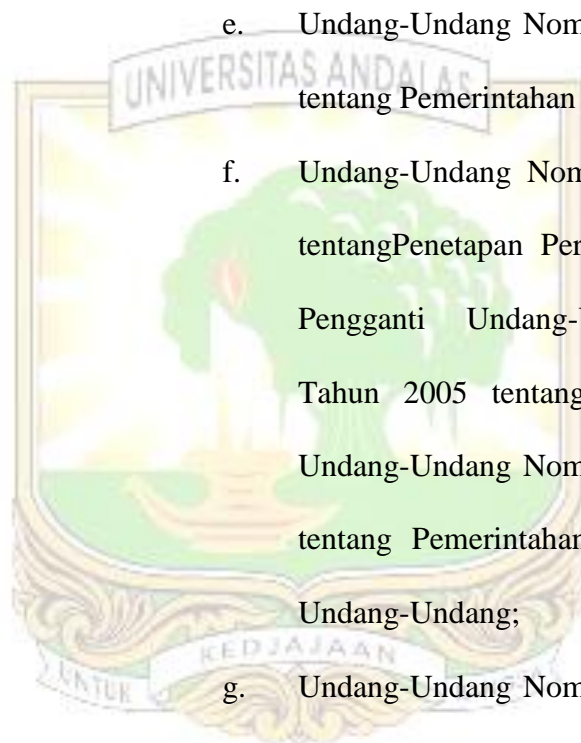 e. Undang-Undang Nom
UNIVERSITAS ANDALAS
tentang Pemerintahan
f. Undang-Undang Nom
tentangPenetapan Per
Pengganti Undang-
Tahun 2005 tentang
Undang-Undang Nom
tentang Pemerintahan
Undang-Undang;
KEDJAJAAN
UNTUK
g. Undang-Undang Nom